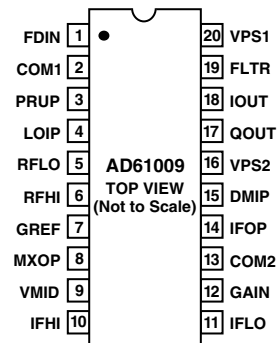 FDIN 1 20 VPS1
COM1 2 19 FLTR
PRUP 3 18 IOUT
LOIP 4 17 QOUT
RFLO 5 AD61009 16 VPS2
RFHI 6 TOP VIEW 15 DMIP
(Not to Scale)
GREF 7 14 IFOP
MXOP 8 13 COM2
VMID 9 12 GAIN
IFHI 10 11 IFLO